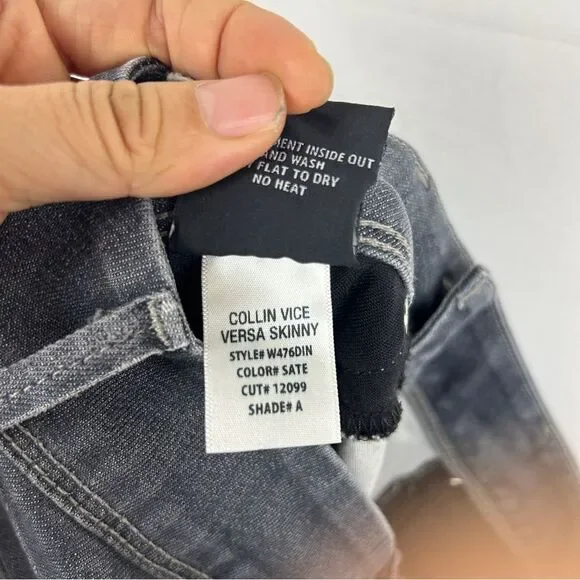 INSIDE OUT
WASH
FLAT TO DRY
NO HEAT
COLLIN VICE
VERSA SKINNY
STYLE# W476DIN
COLOR# SATE
CUT# 12099
SHADE# A